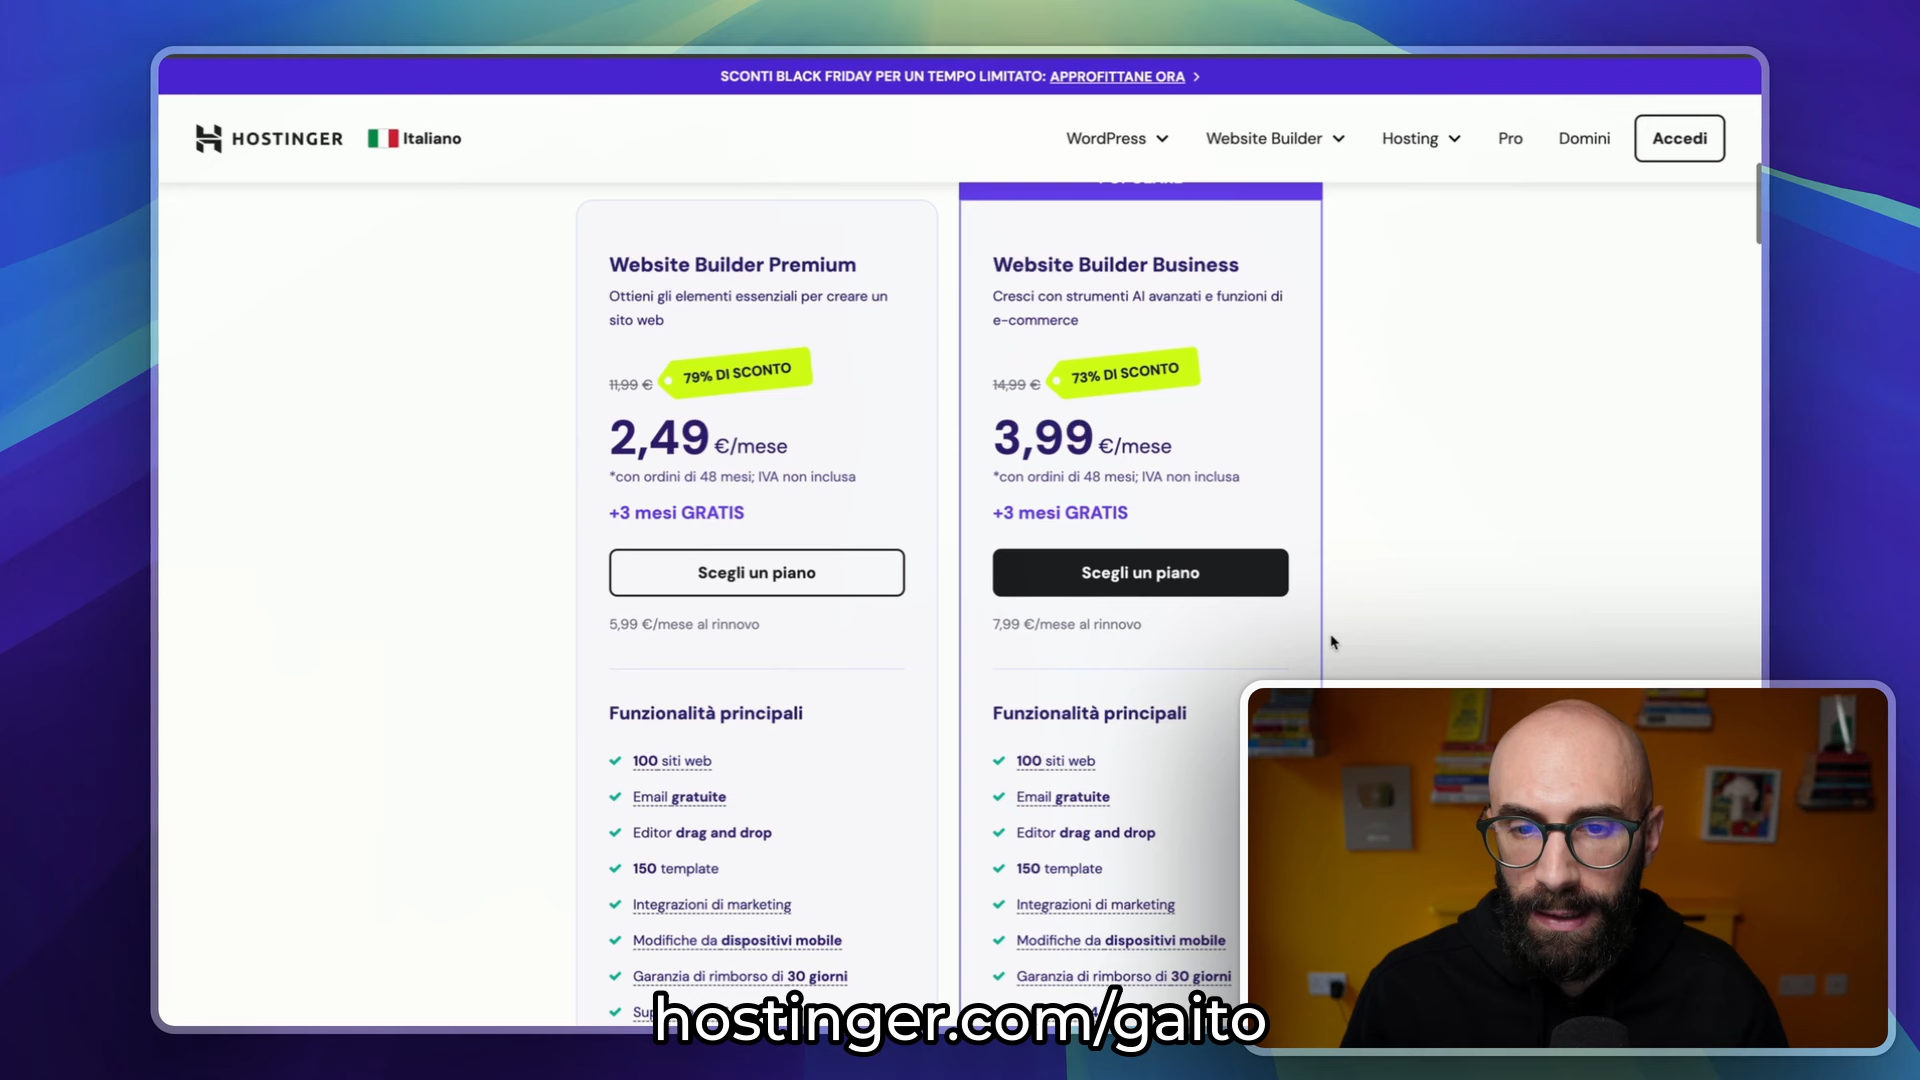 SCONTI BLACK FRIDAY PER UN TEMPO LIMITATO: APPROFITTANE ORA
HOSTINGER
Italiano
WordPress
Website Builder
Hosting
Pro
Domini
Accedi
Website Builder Premium
Ottieni gli elementi essenziali per creare un
sito web
11,99 €
79% DI SCONTO
2,49 €/mese
*con ordini di 48 mesi; IVA non inclusa
+3 mesi GRATIS
Scegli un piano
5,99 €/mese al rinnovo
Funzionalità principali
100 siti web
Email gratuite
Editor drag and drop
150 template
Integrazioni di marketing
Modifiche da dispositivi mobile
Garanzia di rimborso di 30 giorni
Website Builder Business
Cresci con strumenti AI avanzati e funzioni di
e-commerce
14,99 €
73% DI SCONTO
3,99 €/mese
*con ordini di 48 mesi; IVA non inclusa
+3 mesi GRATIS
Scegli un piano
7,99 €/mese al rinnovo
Funzionalità principali
100 siti web
Email gratuite
Editor drag and drop
150 template
Integrazioni di marketing
Modifiche da dispositivi mobile
Garanzia di rimborso di 30 giorni
hostinger.com/gaito